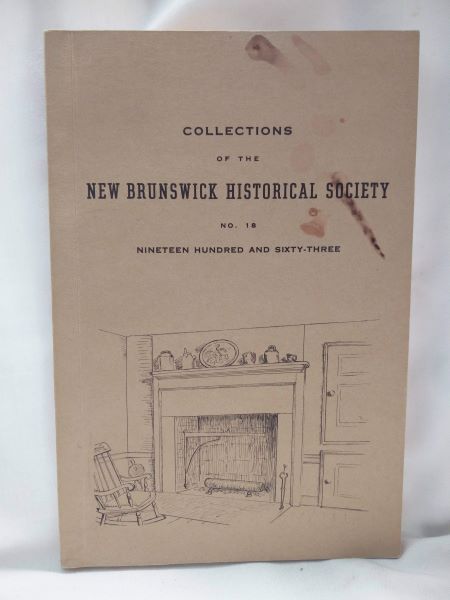 COLLECTIONS
OF THE
NEW BRUNSWICK HISTORICAL SOCIETY
NO. 18
NINETEEN HUNDRED AND SIXTY-THREE